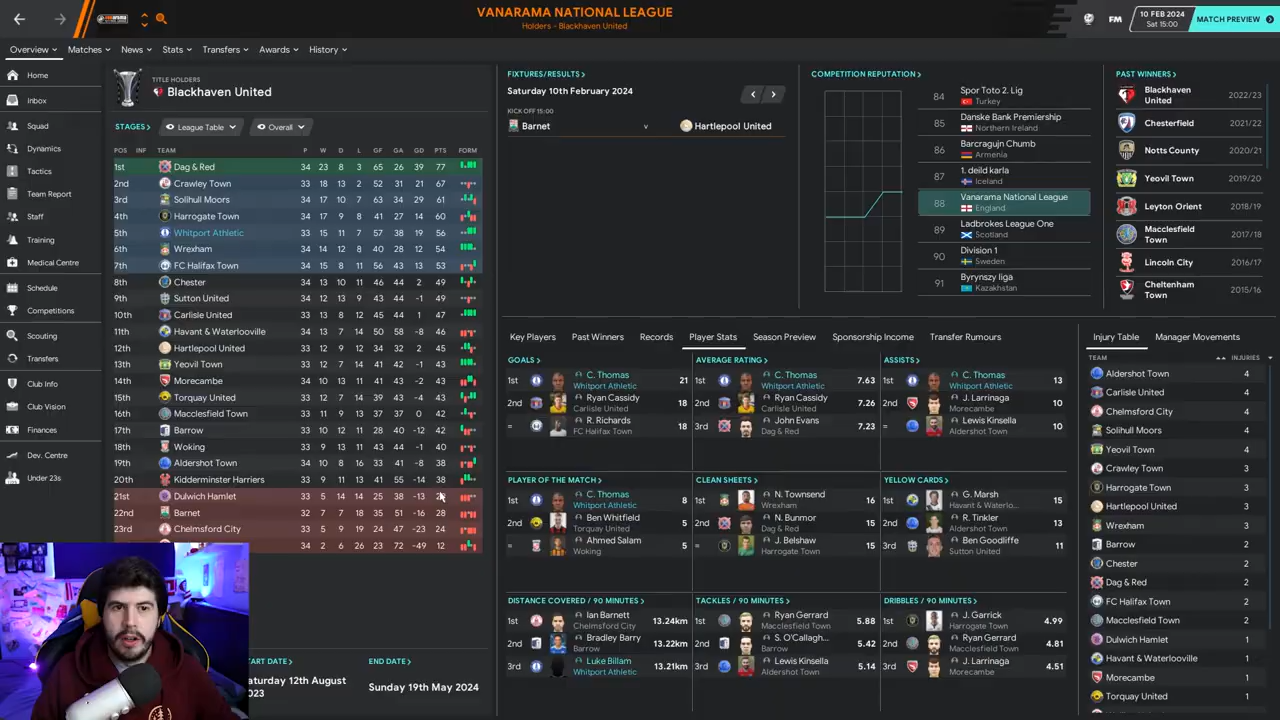 VANARAMA NATIONAL LEAGUE
Holders - Blackhaven United
FM
10 FEB 2024
Sat 15:00
MATCH PREVIEW
Overview
Matches
News
Stats
Transfers
Awards
History
Home
Inbox
Squad
Dynamics
Tactics
Team Report
Staff
Training
Medical Centre
Schedule
Competitions
Scouting
Transfers
Club Info
Club Vision
Finances
Dev. Centre
Under 23s
TITLE HOLDERS
Blackhaven United
STAGES
League Table
Overall
POS INF TEAM P W D L GF GA GD PTS FORM
1st Dag & Red 34 23 8 3 65 26 39 77
2nd Crawley Town 34 18 13 2 52 31 21 67
3rd Solihull Moors 34 17 10 7 63 34 29 61
4th Harrogate Town 34 17 9 8 41 27 14 60
5th Whitport Athletic 33 15 11 7 57 38 19 56
6th Wrexham 34 14 12 8 40 28 12 54
7th FC Halifax Town 34 15 8 11 56 43 13 53
8th Chester 34 13 10 11 46 44 2 49
9th Sutton United 34 12 13 9 43 44 -1 49
10th Carlisle United 33 13 8 12 45 44 1 47
11th Havant & Waterlooville 33 13 7 14 50 58 -8 46
12th Hartlepool United 33 12 9 12 34 32 2 45
13th Yeovil Town 33 12 7 14 41 42 -1 43
14th Morecambe 34 10 13 11 41 43 -2 43
15th Torquay United 33 12 7 14 39 43 -4 43
16th Macclesfield Town 33 11 9 13 37 37 0 42
17th Barrow 33 11 9 13 28 40 -12 42
18th Woking 33 9 13 11 43 44 -1 40
19th Aldershot Town 34 10 8 16 33 41 -8 38
20th Kidderminster Harriers 33 9 11 13 41 55 -14 38
21st Dulwich Hamlet 33 5 14 14 25 38 -13
22nd Barnet 32 7 7 18 35 51 -16 28
23rd Chelmsford City 33 5 9 19 24 47 -23 24
34 2 6 26 23 72 -49 12
END DATE
Saturday 12th August
Sunday 19th May 2024
FIXTURES/RESULTS
Saturday 10th February 2024
KICK OFF 15:00
Barnet v Hartlepool United
COMPETITION REPUTATION
84 Spor Toto 2. Lig
Turkey
85 Danske Bank Premiership
Northern Ireland
86 Barcragujn Chumb
Armenia
87 1. deild karla
Iceland
88 Vanarama National League
England
89 Ladbrokes League One
Scotland
90 Division 1
Sweden
91 Byrynszy liga
Kazakhstan
PAST WINNERS
Blackhaven United 2022/23
Chesterfield 2021/22
Notts County 2020/21
Yeovil Town 2019/20
Leyton Orient 2018/19
Macclesfield Town 2017/18
Lincoln City 2016/17
Cheltenham Town 2015/16
Key Players
Past Winners
Records
Player Stats
Season Preview
Sponsorship Income
Transfer Rumours
GOALS
1st C. Thomas 21
Whitport Athletic
2nd Ryan Cassidy 18
Carlisle United
= R. Richards 18
FC Halifax Town
AVERAGE RATING
1st C. Thomas 7.63
Whitport Athletic
2nd Ryan Cassidy 7.26
Carlisle United
3rd John Evans 7.23
Dag & Red
ASSISTS
1st C. Thomas 13
Whitport Athletic
2nd J. Larrinaga 10
Morecambe
= Lewis Kinsella 10
Aldershot Town
PLAYER OF THE MATCH
1st C. Thomas 8
Whitport Athletic
2nd Ben Whitfield 5
Torquay United
= Ahmed Salam 5
Woking
CLEAN SHEETS
1st N. Townsend 16
Wrexham
2nd N. Bunmor 15
Dag & Red
= J. Belshaw 15
Harrogate Town
YELLOW CARDS
1st G. Marsh 15
Havant & Waterloo...
2nd R. Tinkler 13
Aldershot Town
3rd Ben Goodliffe 11
Sutton United
DISTANCE COVERED / 90 MINUTES
1st Ian Barnett 13.24km
Chelmsford City
2nd Bradley Barry 13.22km
Barrow
3rd Luke Billam 13.21km
Whitport Athletic
TACKLES / 90 MINUTES
1st Ryan Gerrard 5.88
Macclesfield Town
2nd S. O'Callagh... 5.42
Barrow
3rd Lewis Kinsella 5.14
Aldershot Town
DRIBBLES / 90 MINUTES
1st J. Garrick 4.99
Harrogate Town
2nd Ryan Gerrard 4.81
Macclesfield Town
3rd J. Larrinaga 4.51
Morecambe
Injury Table
Manager Movements
TEAM INJURIES
Aldershot Town 4
Carlisle United 4
Chelmsford City 4
Solihull Moors 4
Yeovil Town 4
Crawley Town 3
Harrogate Town 3
Hartlepool United 3
Wrexham 3
Barrow 2
Chester 2
Dag & Red 2
FC Halifax Town 2
Macclesfield Town 2
Dulwich Hamlet 1
Havant & Waterlooville 1
Morecambe 1
Torquay United 1